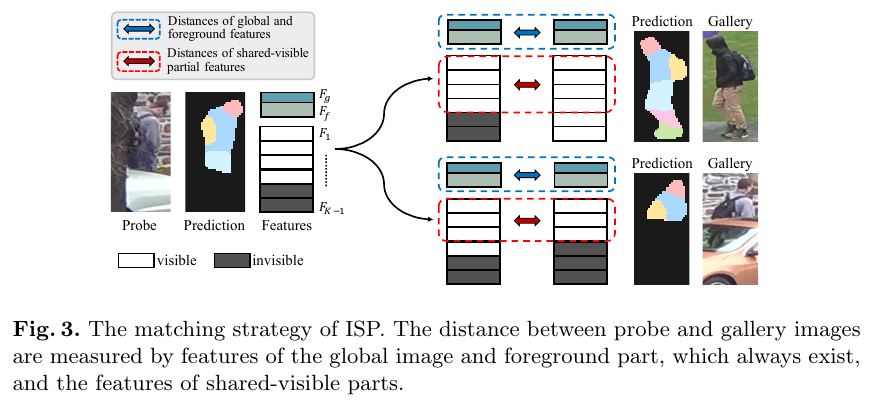 Distances of global and
foreground features
Distances of shared-visible
partial features
F_g
F_f
F_1
F_{K-1}
Probe
Prediction
Features
visible
invisible
Prediction
Gallery
Prediction
Gallery
Fig. 3. The matching strategy of ISP. The distance between probe and gallery images
are measured by features of the global image and foreground part, which always exist,
and the features of shared-visible parts.